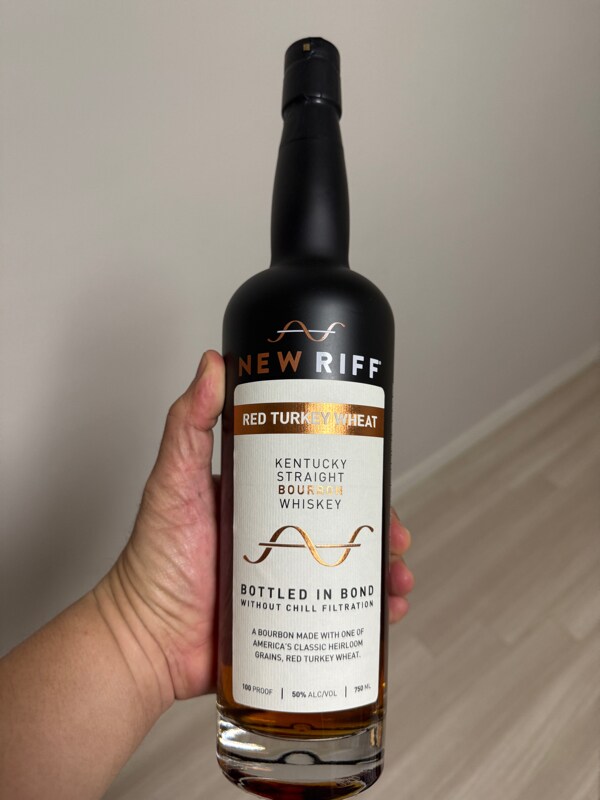 NEW RIFF
RED TURKEY WHEAT
KENTUCKY
STRAIGHT
BOURBON
WHISKEY
BOTTLED IN BOND
WITHOUT CHILL FILTRATION
A BOURBON MADE WITH ONE OF
AMERICA'S CLASSIC HEIRLOOM
GRAINS, RED TURKEY WHEAT.
100 PROOF | 50% ALC/VOL | 750 ML